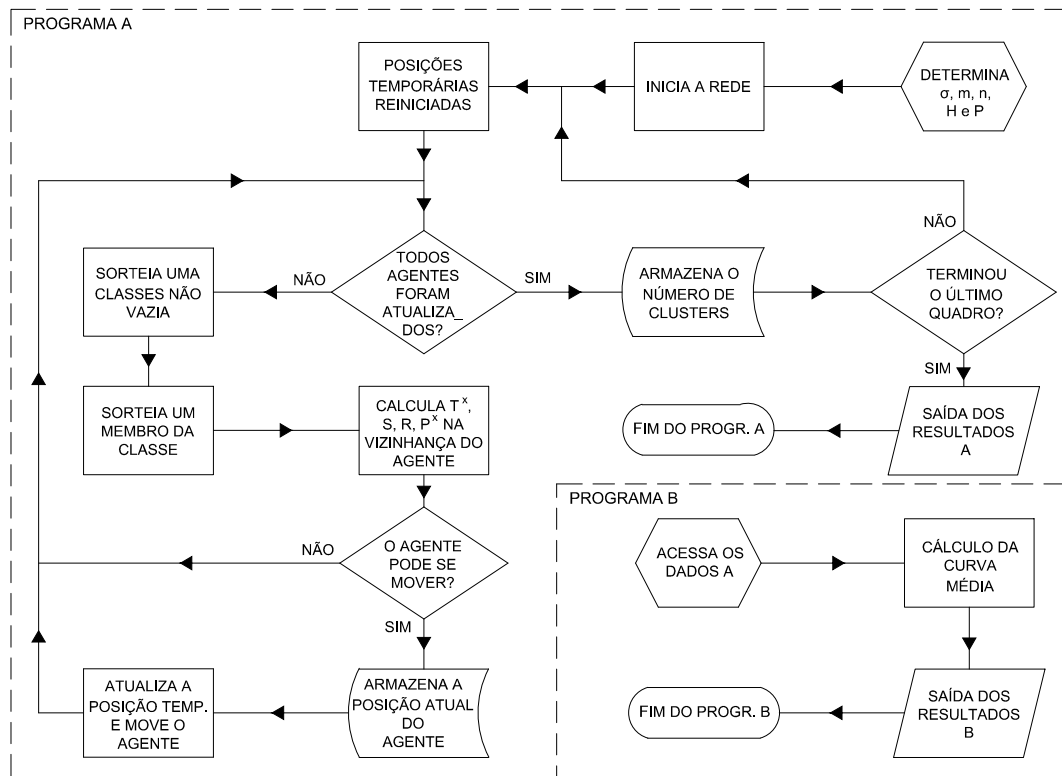 PROGRAMA A
POSIÇÕES
TEMPORÁRIAS
REINICIADAS
INICIA A REDE
DETERMINA
σ, m, n,
H e P
TODOS
AGENTES
FORAM
ATUALIZA_
DOS?
NÃO
SIM
SORTEIA UMA
CLASSES NÃO
VAZIA
ARMAZENA O
NÚMERO DE
CLUSTERS
NÃO
TERMINOU
O ÚLTIMO
QUADRO?
SIM
SORTEIA UM
MEMBRO DA
CLASSE
CALCULA T^x,
S, R, P^x NA
VIZINHANÇA DO
AGENTE
FIM DO PROGR. A
SAÍDA DOS
RESULTADOS
A
NÃO
O AGENTE
PODE SE
MOVER?
SIM
ATUALIZA A
POSIÇÃO TEMP.
E MOVE O
AGENTE
ARMAZENA A
POSIÇÃO ATUAL
DO
AGENTE
PROGRAMA B
ACESSA OS
DADOS A
CÁLCULO DA
CURVA
MÉDIA
FIM DO PROGR. B
SAÍDA DOS
RESULTADOS
B